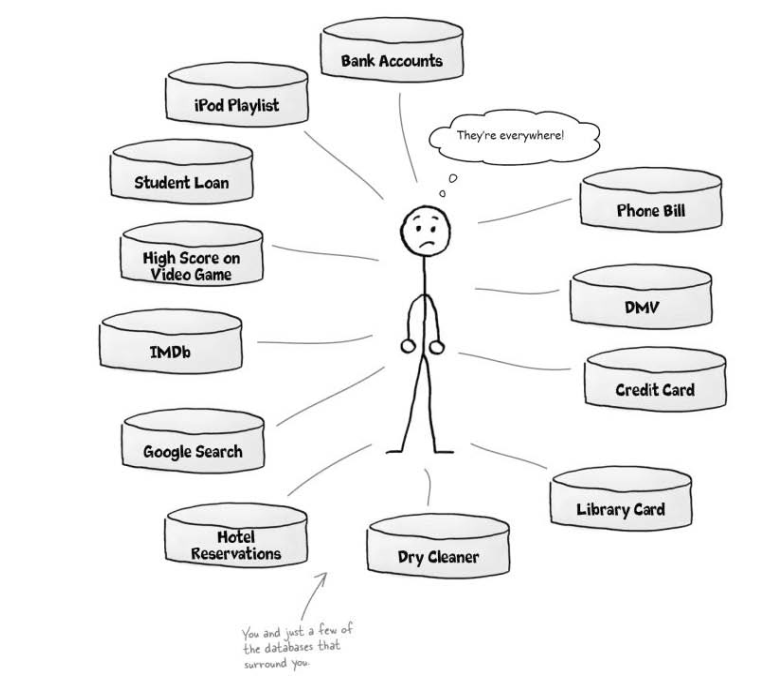 Bank Accounts
iPod Playlist
They're everywhere!
Student Loan
Phone Bill
High Score on
Video Game
DMV
IMDb
Credit Card
Google Search
Library Card
Hotel
Reservations
Dry Cleaner
You and just a few of
the databases that
surround you.